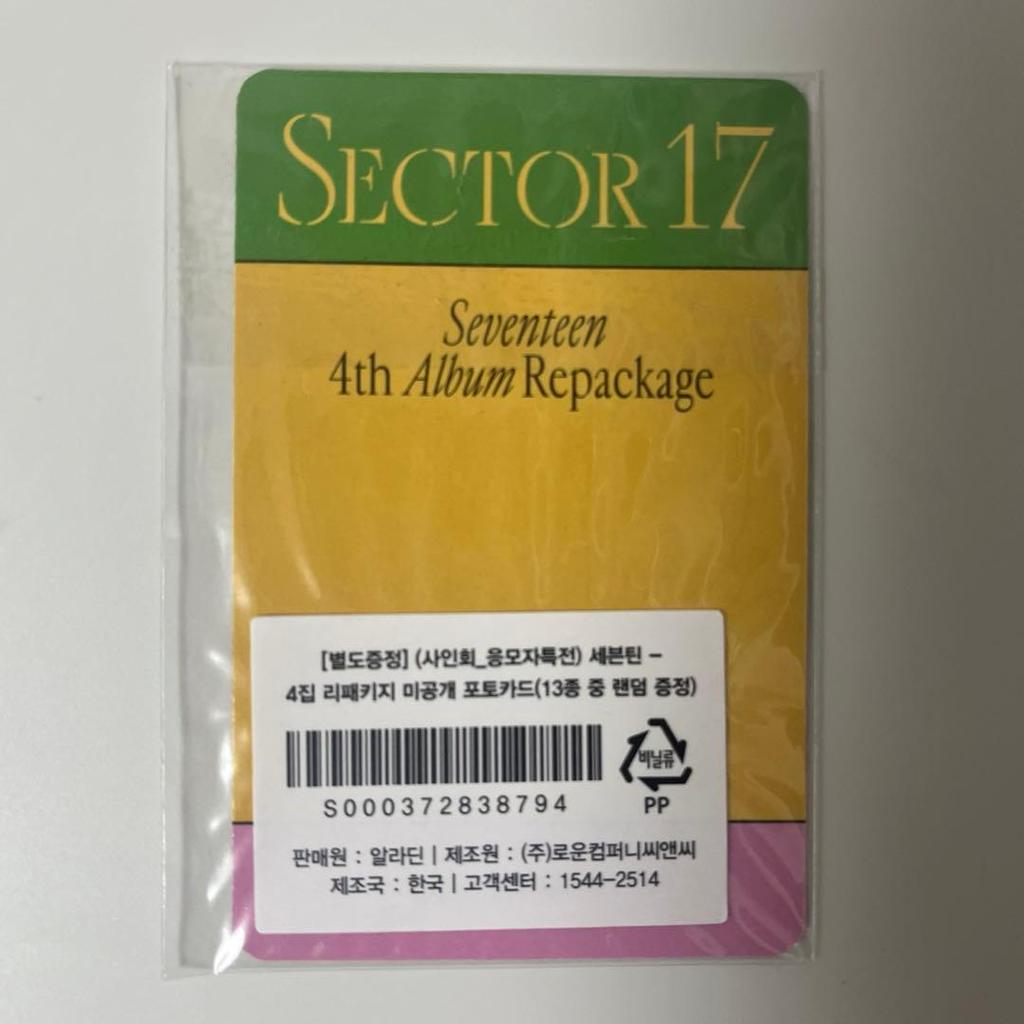 SECTOR 17
Seventeen
4th Album Repackage
[별도증정] (사인회_응모자특전) 세븐틴 -
4집 리패키지 미공개 포토카드(13종 중 랜덤 증정)
비닐류
S000372838794
PP
판매원 : 알라딘 | 제조원 : (주)로운컴퍼니씨앤씨
제조국 : 한국 | 고객센터 : 1544-2514